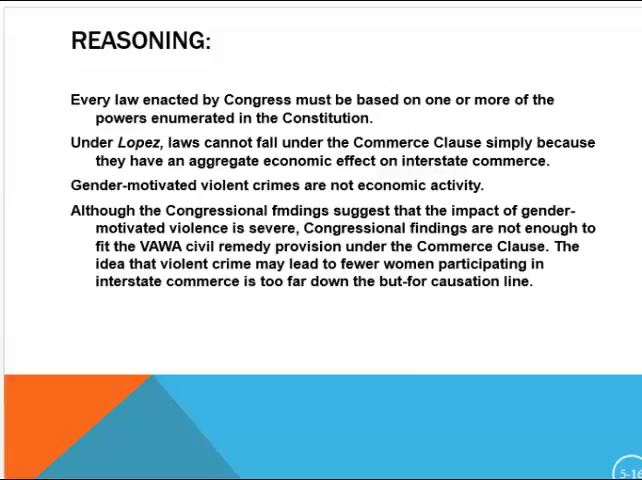 REASONING:
Every law enacted by Congress must be based on one or more of the
powers enumerated in the Constitution.
Under Lopez, laws cannot fall under the Commerce Clause simply because
they have an aggregate economic effect on interstate commerce.
Gender-motivated violent crimes are not economic activity.
Although the Congressional fmdings suggest that the impact of gender-
motivated violence is severe, Congressional findings are not enough to
fit the VAWA civil remedy provision under the Commerce Clause. The
idea that violent crime may lead to fewer women participating in
interstate commerce is too far down the but-for causation line.
5-16